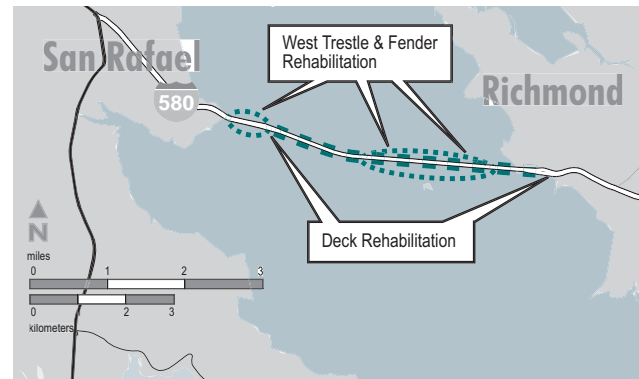 West Trestle & Fender
Rehabilitation
San Rafael
580
Richmond
Deck Rehabilitation
N
miles
0 1 2 3
0 1 2 3
kilometers